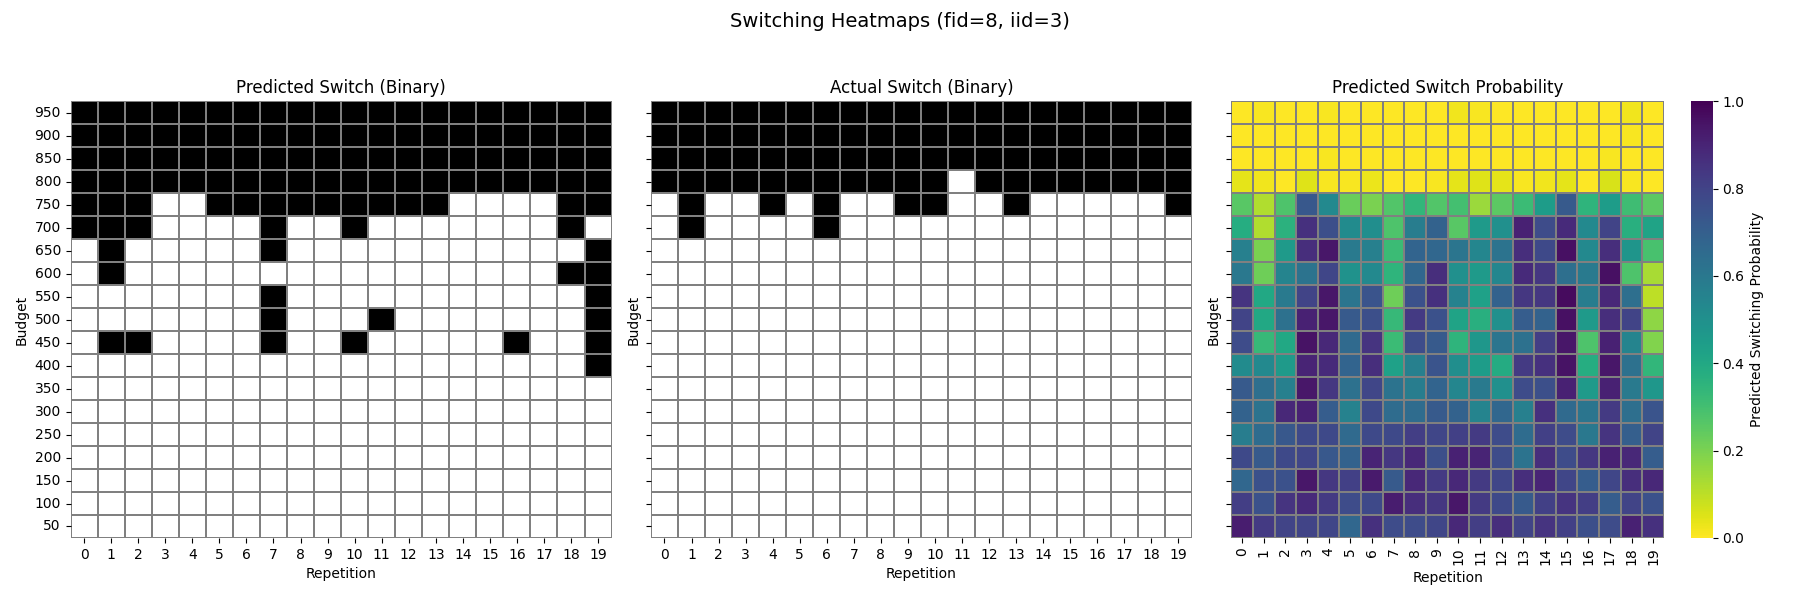 Switching Heatmaps (fid=8, iid=3)
Predicted Switch (Binary)
Actual Switch (Binary)
Predicted Switch Probability
950
900
850
800
750
700
650
600
550
500
450
400
350
300
250
200
150
100
50
Budget
0 1 2 3 4 5 6 7 8 9 10 11 12 13 14 15 16 17 18 19
Repetition
Budget
0 1 2 3 4 5 6 7 8 9 10 11 12 13 14 15 16 17 18 19
Repetition
Budget
0 1 2 3 4 5 6 7 8 9 10 11 12 13 14 15 16 17 18 19
Repetition
1.0
0.8
0.6
0.4
0.2
0.0
Predicted Switching Probability